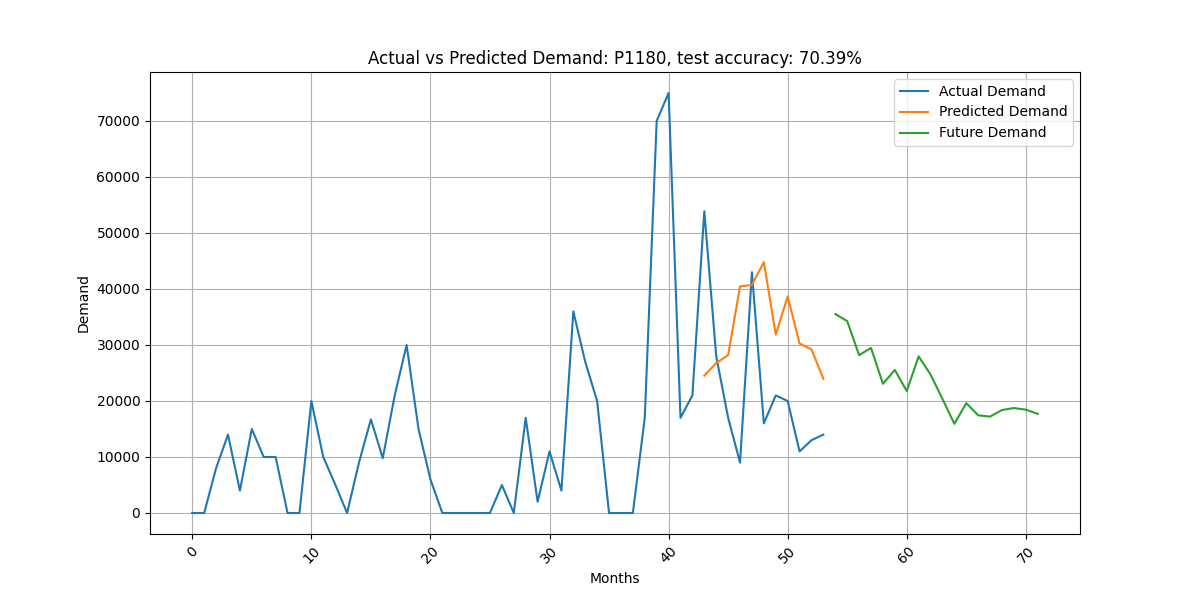 Actual vs Predicted Demand: P1180, test accuracy: 70.39%
Actual Demand
Predicted Demand
Future Demand
Demand
70000
60000
50000
40000
30000
20000
10000
0
0 10 20 30 40 50 60 70
Months